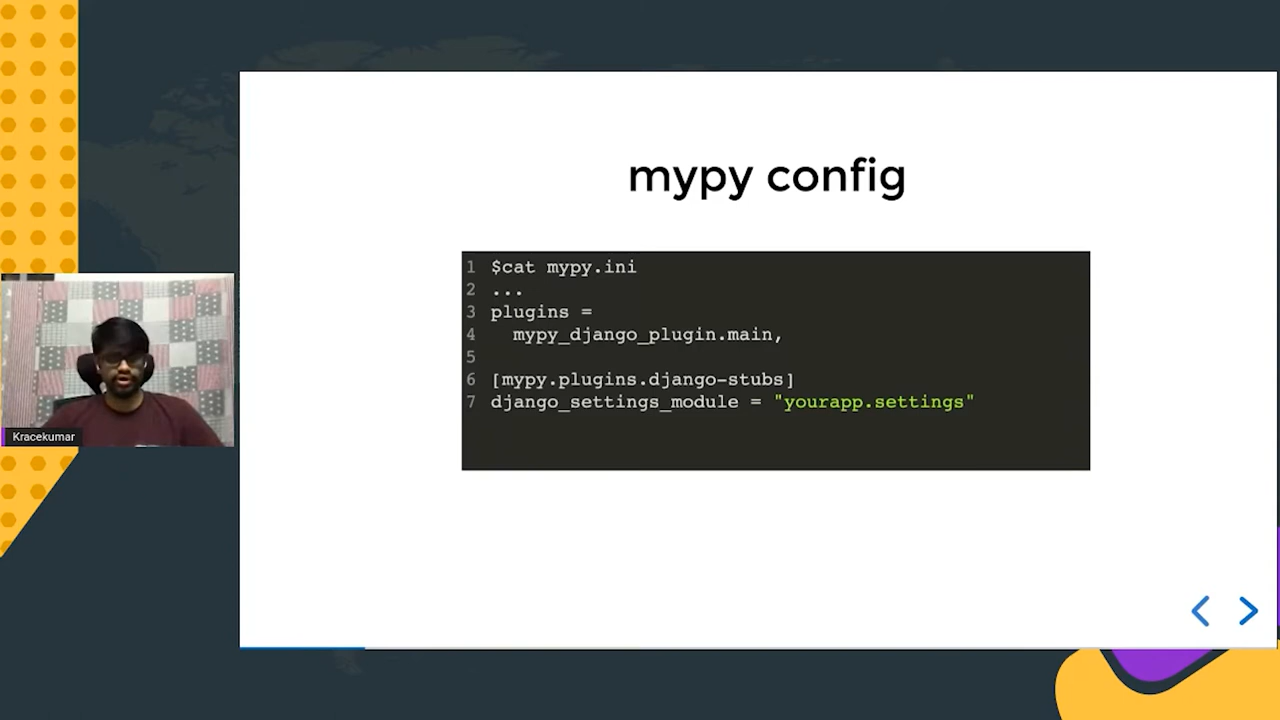 mypy config
1 $cat mypy.ini
2 ...
3 plugins =
4 mypy_django_plugin.main,
5
6 [mypy.plugins.django-stubs]
7 django_settings_module = "yourapp.settings"
Kracekumar